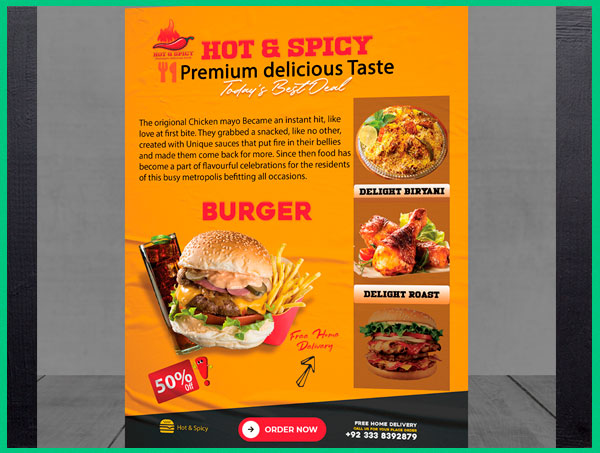 HOT & SPICY
HOT & SPICY
Premium delicious Taste
Today's Best Deal
The origional Chicken mayo Became an instant hit, like
love at first bite. They grabbed a snacked, like no other,
created with Unique sauces that put fire in their bellies
and made them come back for more. Since then food has
become a part of flavourful celebrations for the residents
of this busy metropolis befitting all occasions.
DELIGHT BIRYANI
BURGER
DELIGHT ROAST
Free Home
Delivery
50%
Off
Hot & Spicy
ORDER NOW
FREE HOME DELIVERY
CALL US FOR YOUR PLACE ORDER
+92 333 8392879